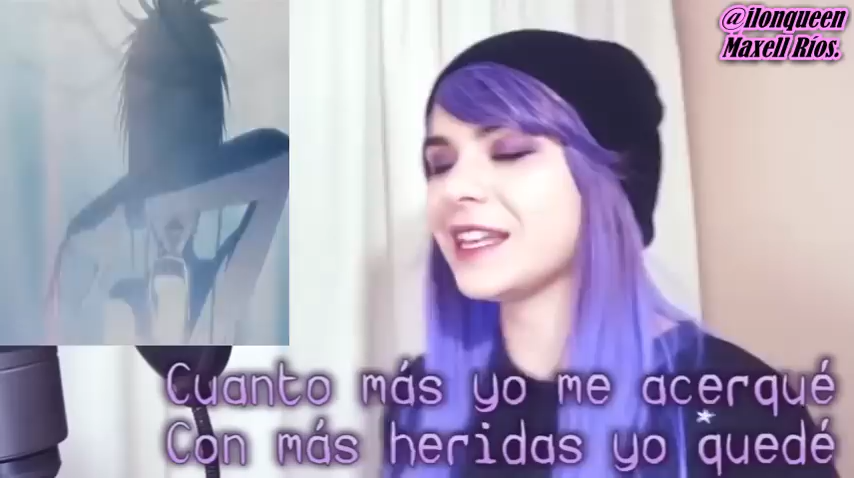 @ilonqueen
Maxell Ríos.
Cuanto más yo me acerqué
Con más heridas yo quedé